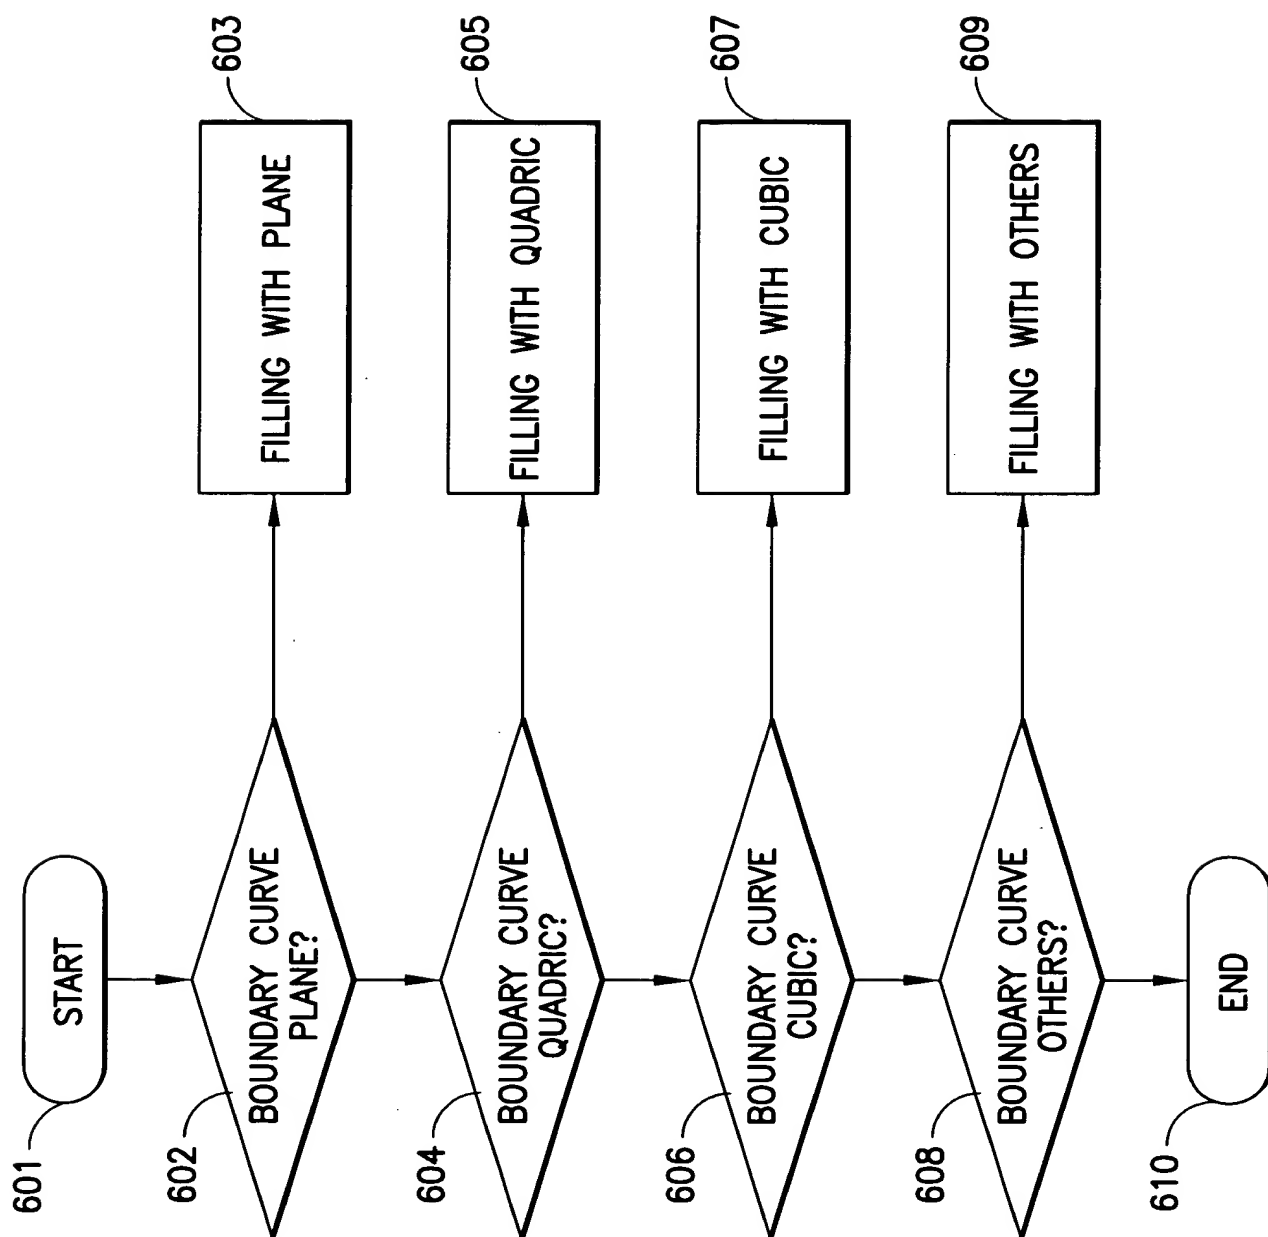 601
START
602
BOUNDARY CURVE
PLANE?
603
FILLING WITH PLANE
604
BOUNDARY CURVE
QUADRIC?
605
FILLING WITH QUADRIC
606
BOUNDARY CURVE
CUBIC?
607
FILLING WITH CUBIC
608
BOUNDARY CURVE
OTHERS?
609
FILLING WITH OTHERS
610
END